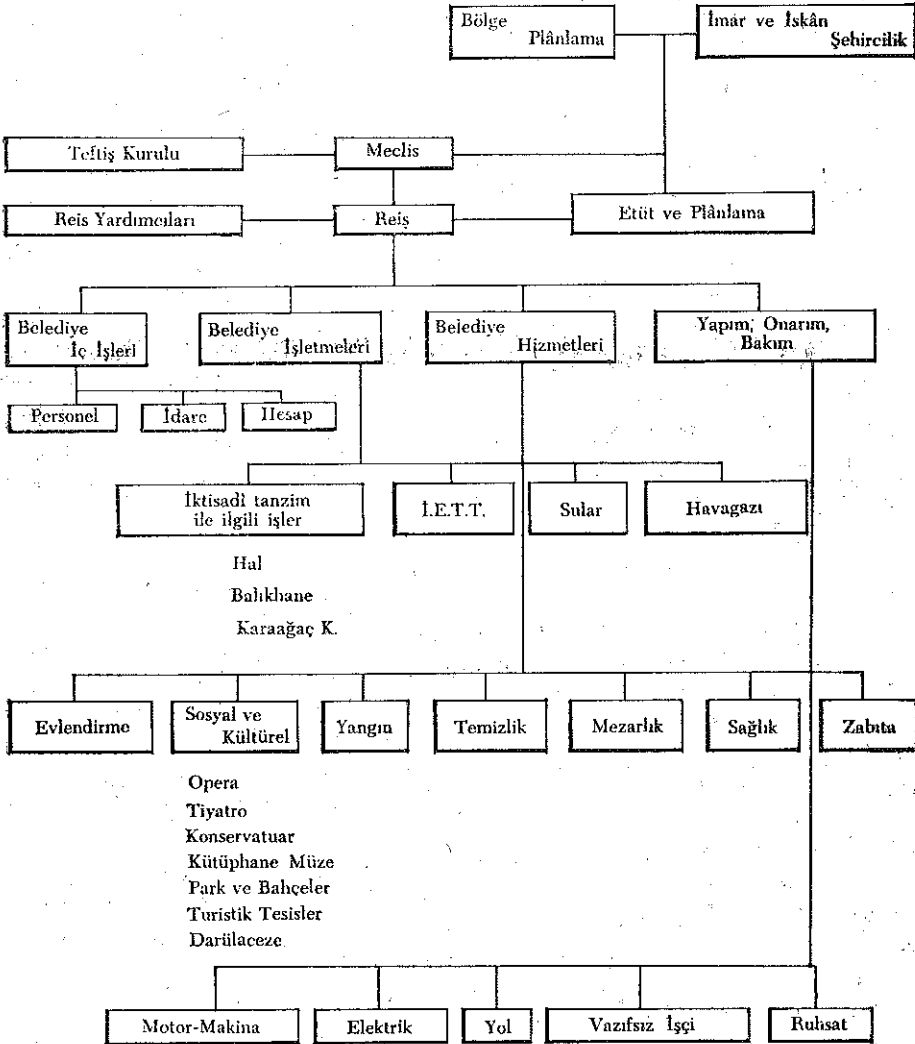 Bölge
Plânlama
İmar ve İskân
Şehircilik
Teftiş Kurulu
Meclis
Reis Yardımcıları
Reis
Etüt ve Plânlama
Belediye
İç İşleri
Belediye
İşletmeleri
Belediye
Hizmetleri
Yapım, Onarım,
Bakım
Personel
İdare
Hesap
İktisadî tanzim
ile ilgili işler
İ.E.T.T.
Sular
Havagazı
Hal
Balıkhane
Karaağaç K.
Evlendirme
Sosyal ve
Kültürel
Yangın
Temizlik
Mezarlık
Sağlık
Zabıta
Opera
Tiyatro
Konservatuar
Kütüphane Müze
Park ve Bahçeler
Turistik Tesisler
Darülaceze
Motor-Makina
Elektrik
Yol
Vazıfsız İşçi
Ruhsat